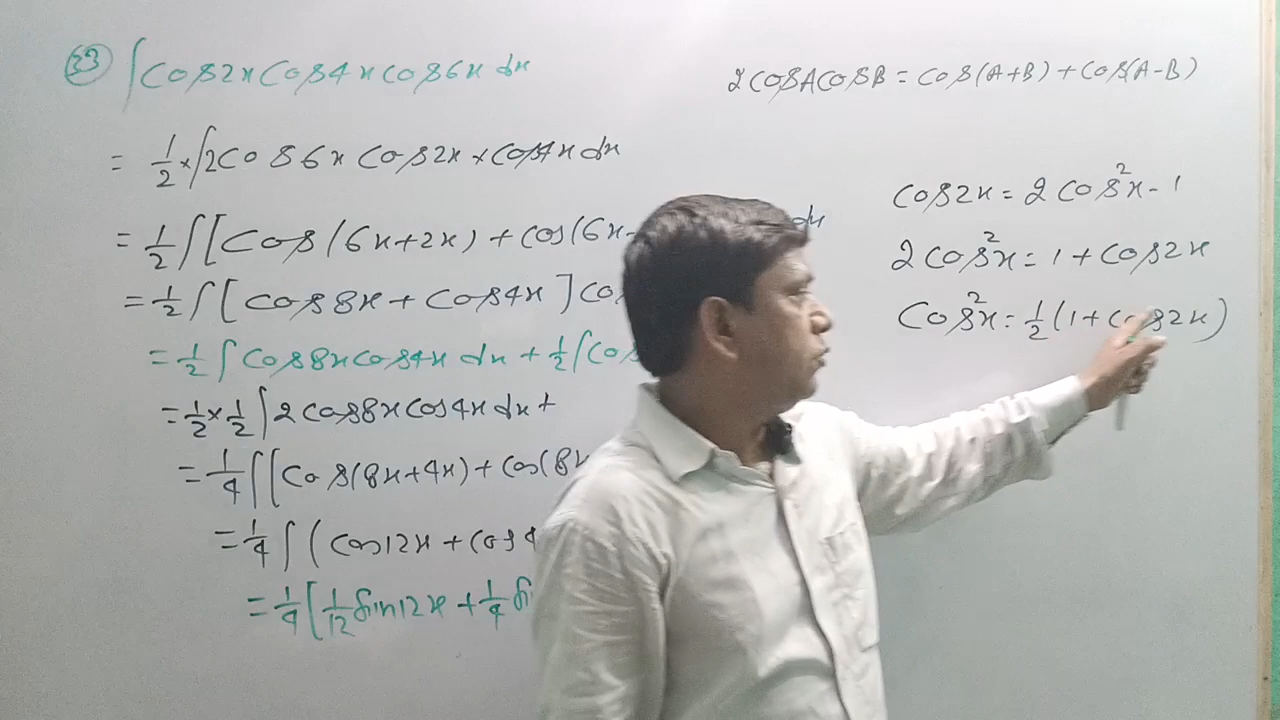 33 ∫cos2x cos4x cos6x dx
= 1/2 × ∫2cos6x cos2x × cos4x dx
= 1/2 ∫[cos(6x+2x) + cos(6x- dx
= 1/2 ∫[cos8x + cos4x] co
= 1/2 ∫cos8x cos4x dx + 1/2 ∫(cos
= 1/2 × 1/2 ∫2cos8x cos4x dx +
= 1/4 ∫[(cos(8x+4x) + cos(8x
= 1/4 ∫(cos12x + cos4
= 1/4 [1/12 sin12x + 1/4 si
2cosAcosB = cos(A+B) + cos(A-B)
cos2x = 2cos²x - 1
2cos²x = 1 + cos2x
cos²x = 1/2 (1 + cos2x)